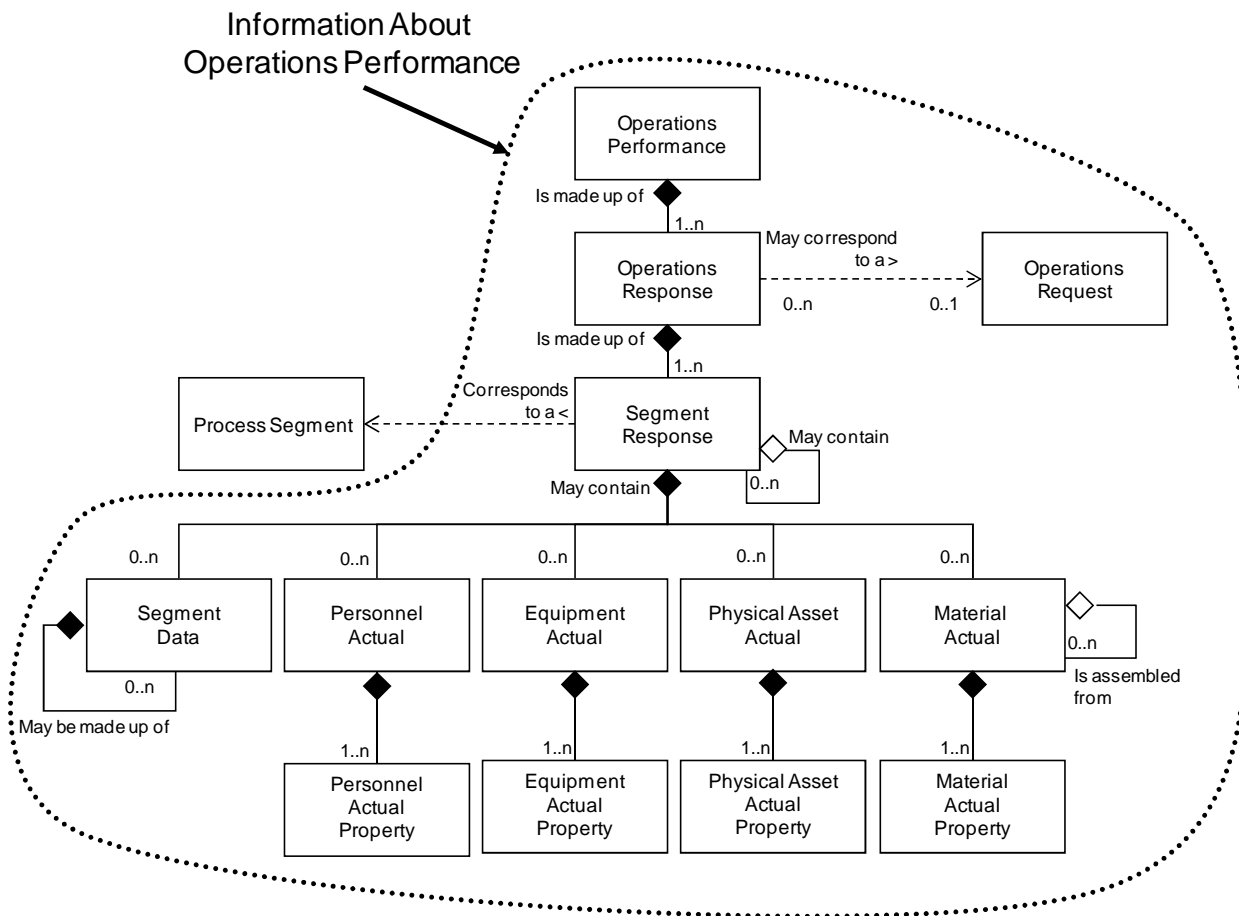 Information About
Operations Performance
Operations
Performance
Is made up of
1..n
May correspond
to a >
Operations
Response
0..n
0..1
Operations
Request
Is made up of
1..n
Corresponds
to a <
Process Segment
Segment
Response
May contain
0..n
May contain
0..n
0..n
0..n
0..n
0..n
Segment
Data
Personnel
Actual
Equipment
Actual
Physical Asset
Actual
Material
Actual
0..n
Is assembled
from
0..n
May be made up of
1..n
1..n
1..n
1..n
Personnel
Actual
Property
Equipment
Actual
Property
Physical Asset
Actual
Property
Material
Actual
Property